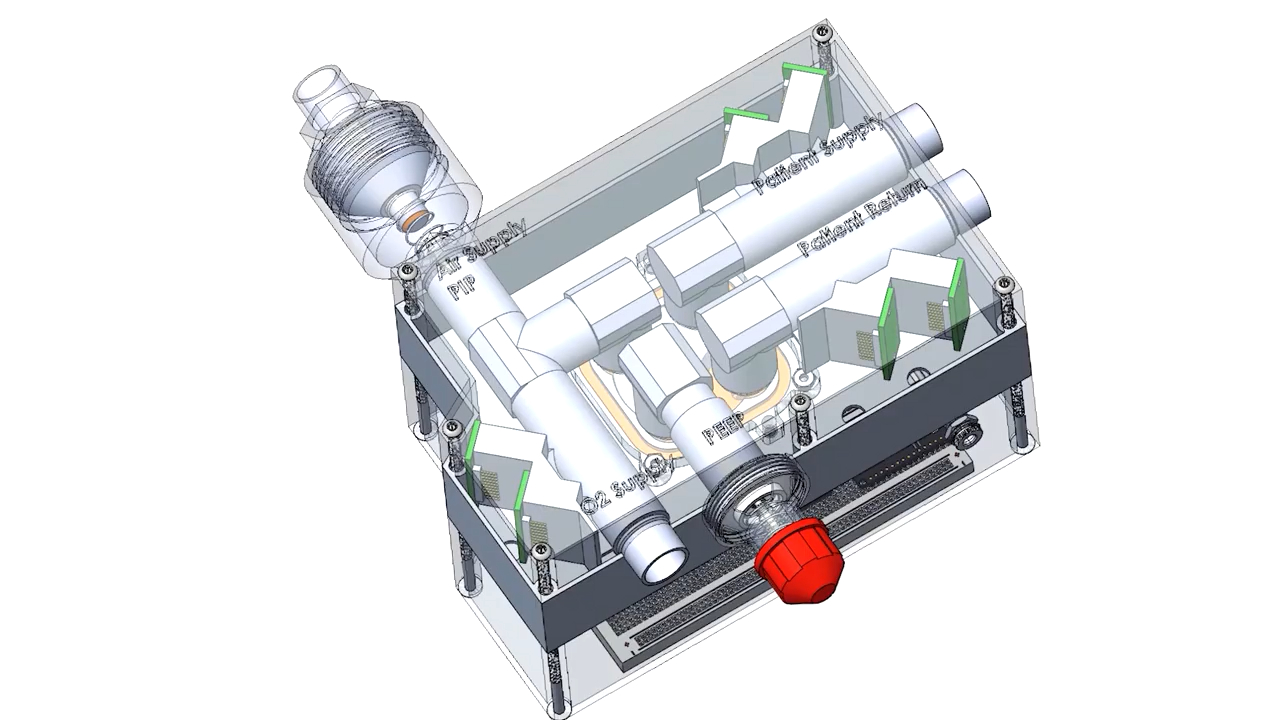 Patient Supply
Patient Return
Air Supply
PIP
PEEP
O2 Supply